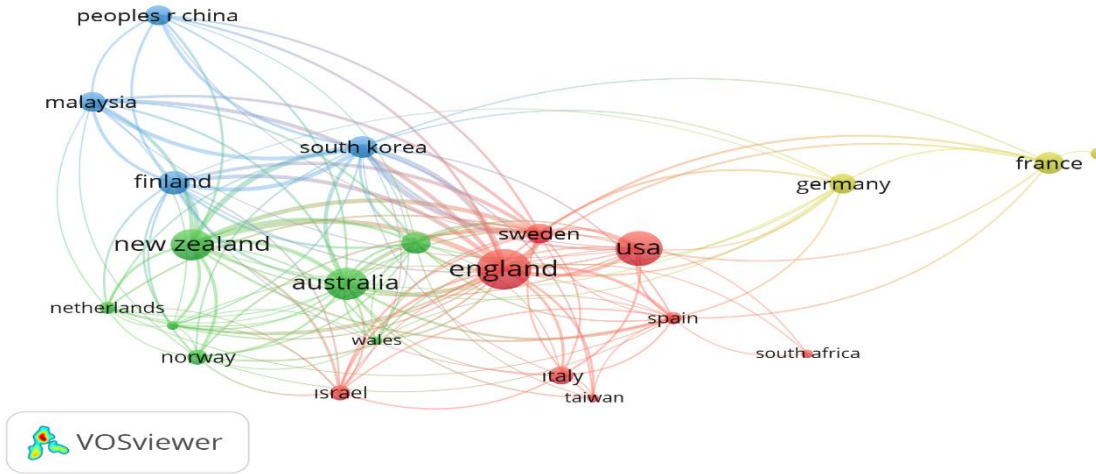 peoples r china
malaysia
south korea
finland
france
germany
new zealand
sweden
usa
england
australia
netherlands
spain
wales
norway
south africa
israel
italy
taiwan
VOSviewer